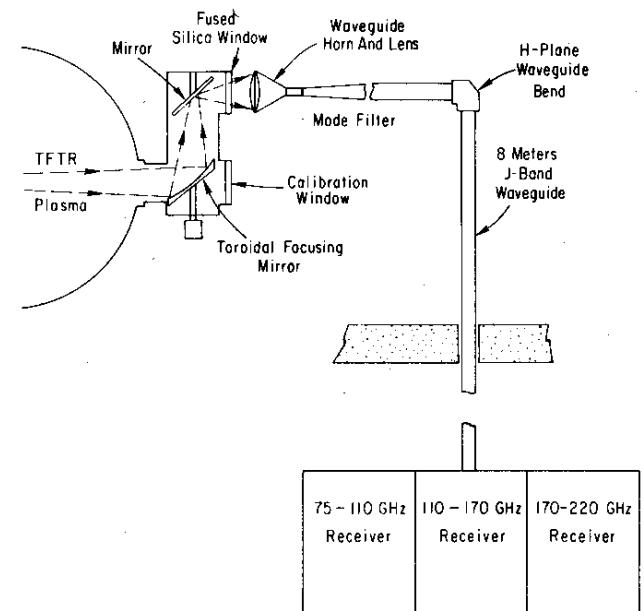 Fused
Silica Window
Mirror
Waveguide
Horn And Lens
H-Plane
Waveguide
Bend
Mode Filter
TFTR
Plasma
8 Meters
J-Band
Waveguide
Calibration
Window
Toroidal Focusing
Mirror
75-110 GHz
Receiver
110-170 GHz
Receiver
170-220 GHz
Receiver